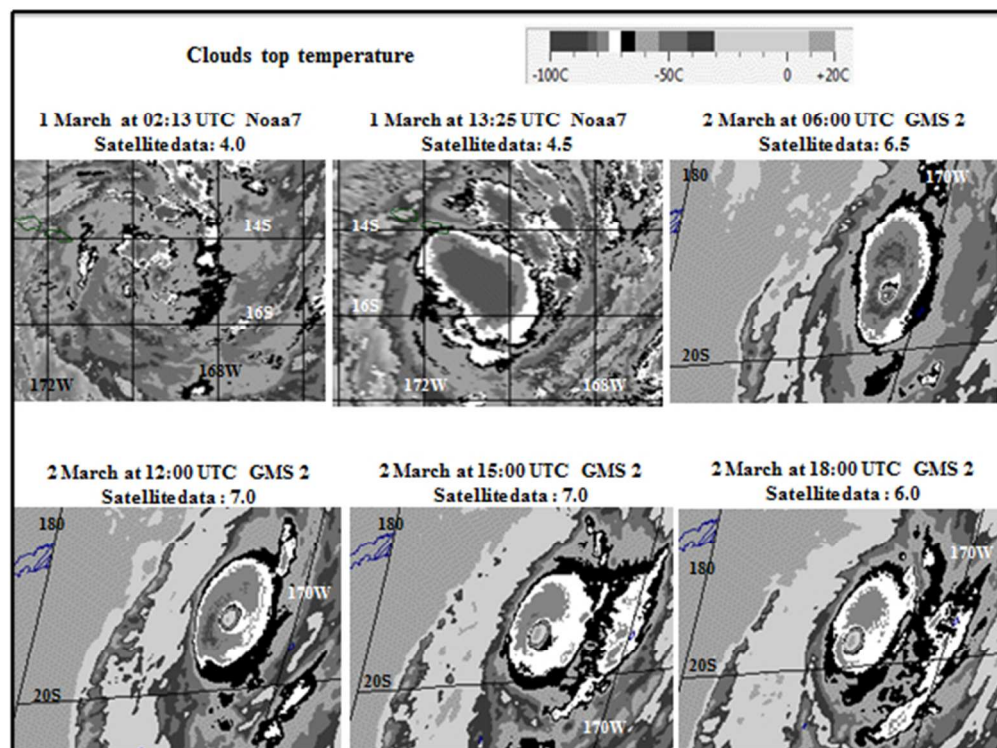 Clouds top temperature
-100C -50C 0 +20C
1 March at 02:13 UTC Noaa7
Satellitedata: 4.0
14S
16S
172W
168W
1 March at 13:25 UTC Noaa7
Satellitedata: 4.5
14S
16S
172W
168W
2 March at 06:00 UTC GMS 2
Satellitedata: 6.5
180
170W
20S
2 March at 12:00 UTC GMS 2
Satellitedata : 7.0
180
170W
20S
2 March at 15:00 UTC GMS 2
Satellitedata: 7.0
180
20S
170W
2 March at 18:00 UTC GMS 2
Satellitedata : 6.0
170W
180
20S